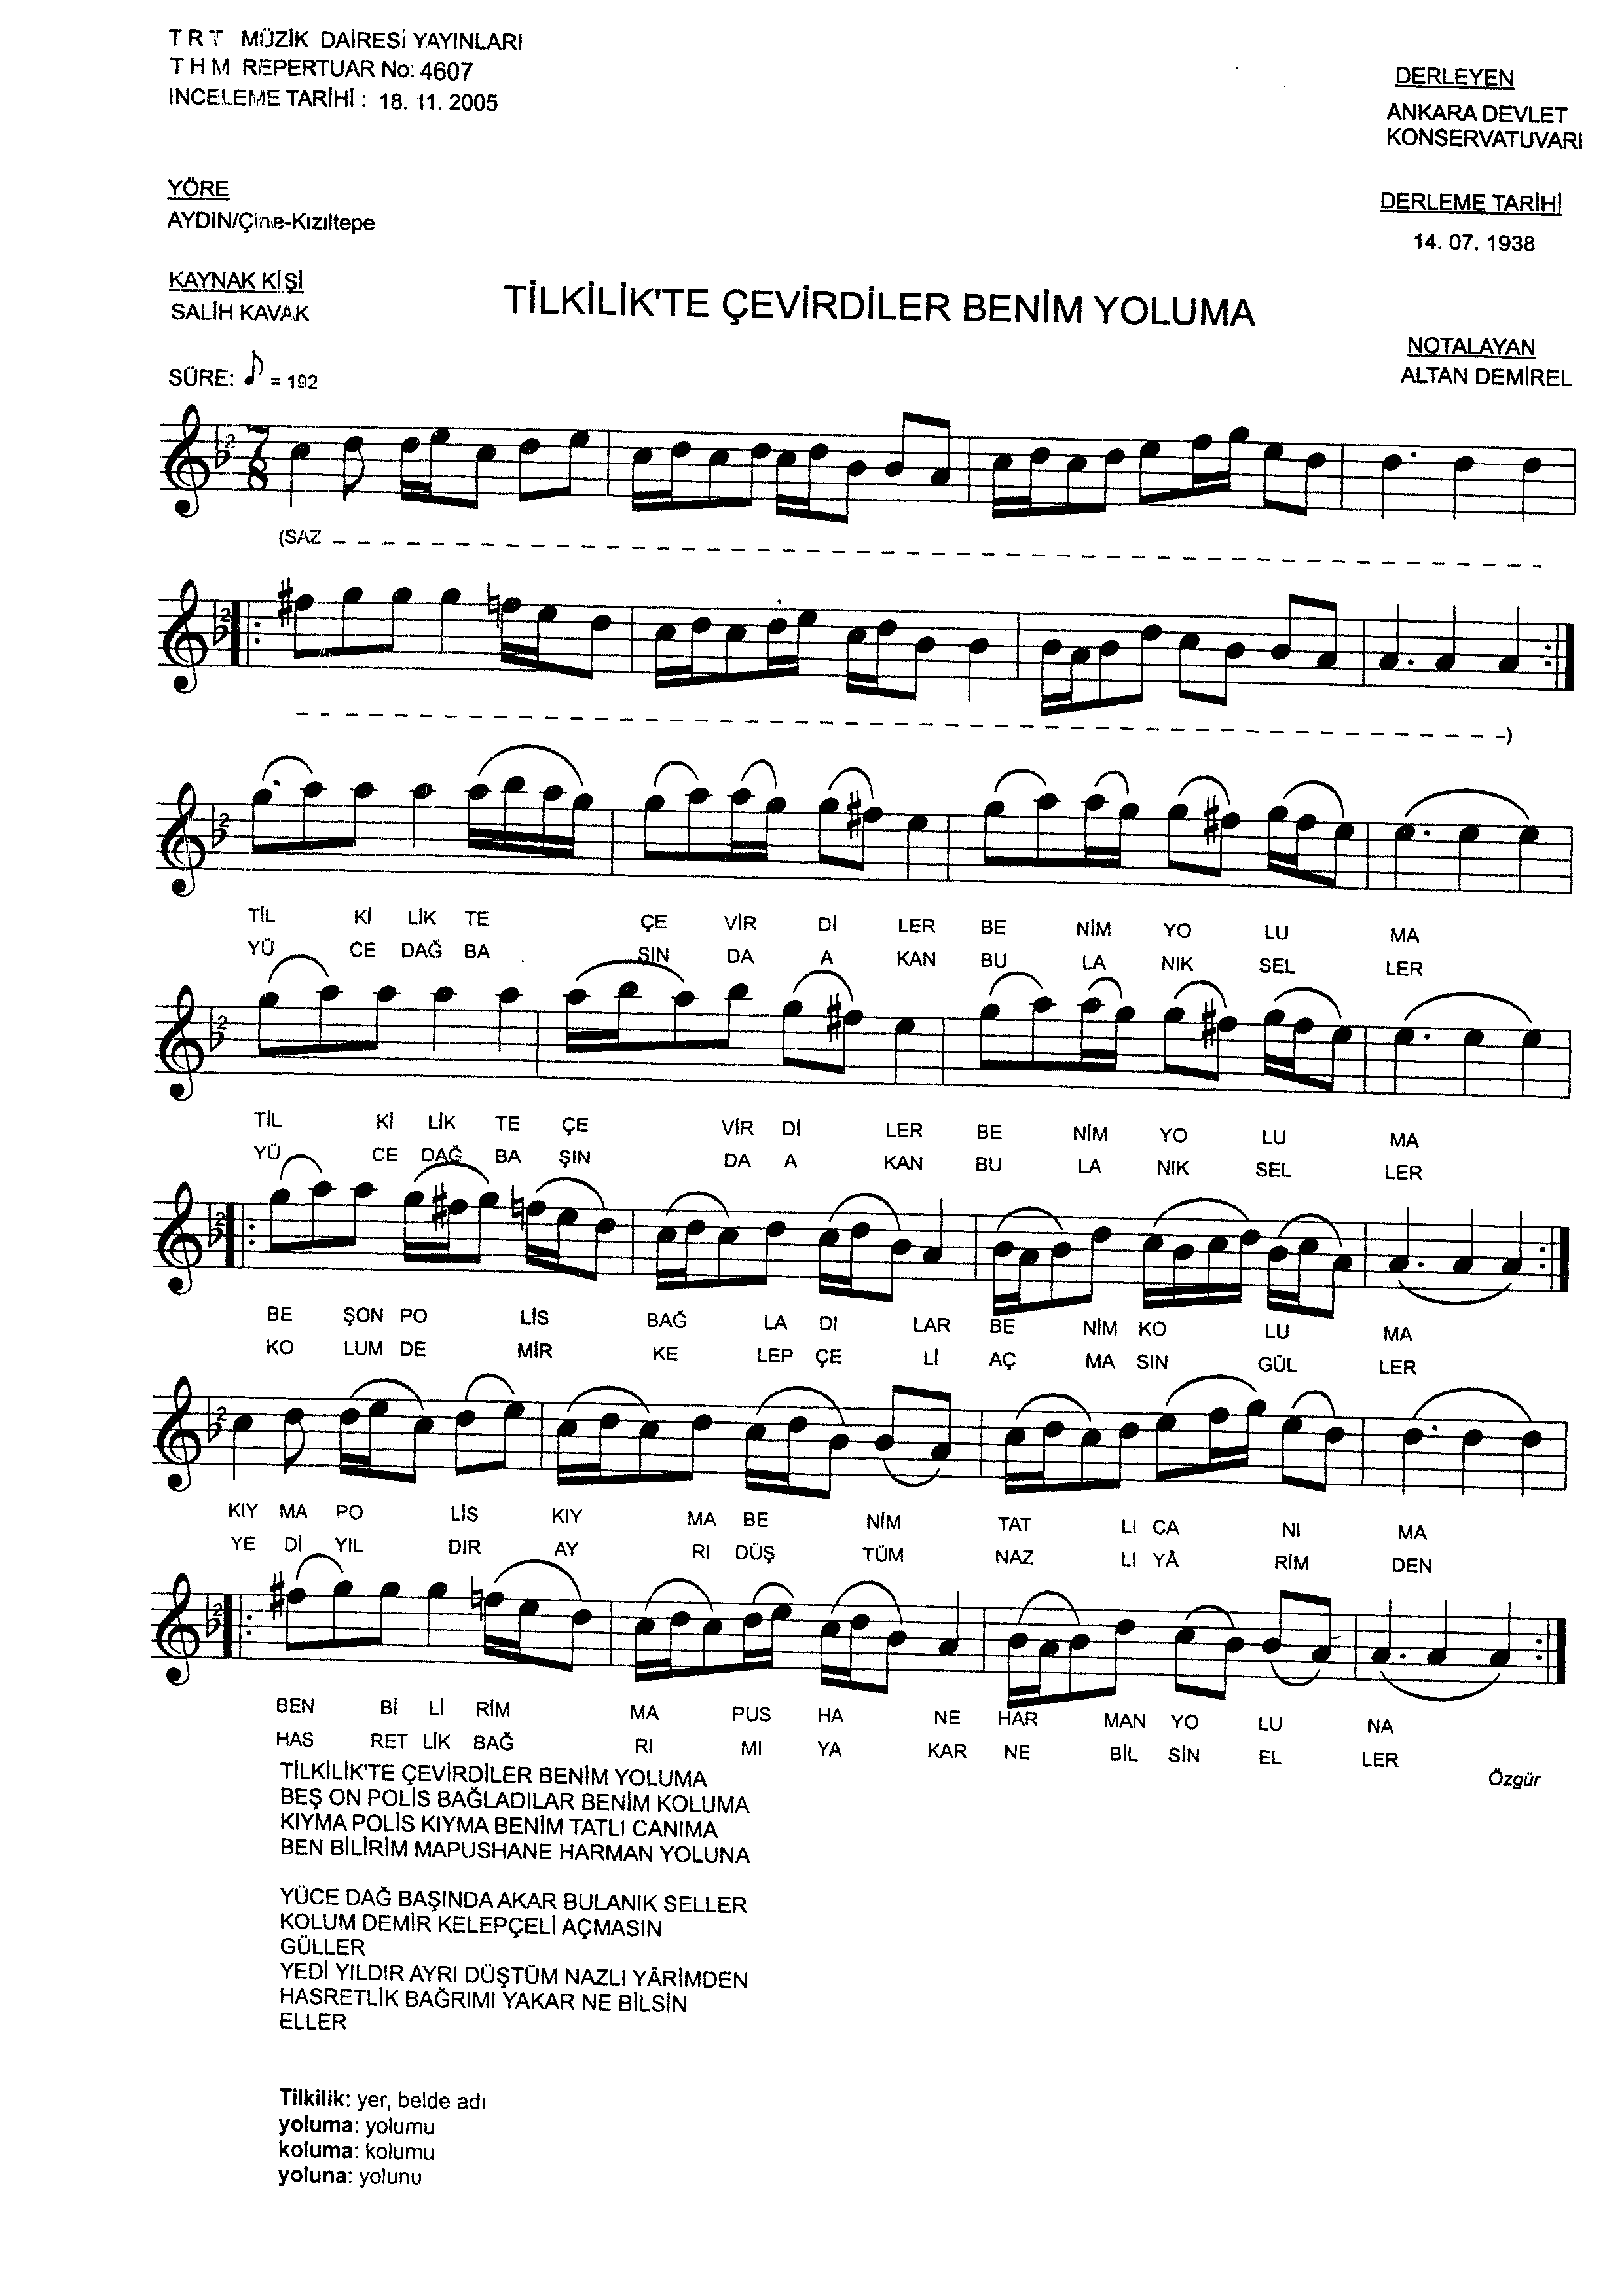 TRT MÜZİK DAİRESİ YAYINLARI
THM REPERTUAR No: 4607
INCELEME TARİHİ : 18. 11. 2005
DERLEYEN
ANKARA DEVLET
KONSERVATUVARI
YÖRE
AYDIN/Çine-Kızıltepe
DERLEME TARİHİ
14. 07. 1938
KAYNAK KİŞİ
SALİH KAVAK
TİLKİLİK'TE ÇEVİRDİLER BENİM YOLUMA
NOTALAYAN
ALTAN DEMİREL
SÜRE: ♪ = 192
(SAZ
)
TİL Kİ LİK TE ÇE VİR Dİ LER BE NİM YO LU MA
YÜ CE DAĞ BA ŞIN DA A KAN BU LA NIK SEL LER
TİL Kİ LİK TE ÇE VİR Dİ LER BE NİM YO LU MA
YÜ CE DAĞ BA ŞIN DA A KAN BU LA NIK SEL LER
BE ŞON PO LİS BAĞ LA DI LAR BE NİM KO LU MA
KO LUM DE MİR KE LEP ÇE Lİ AÇ MA SIN GÜL LER
KIY MA PO LİS KIY MA BE NİM TAT LI CA NI MA
YE Dİ YIL DIR AY RI DÜŞ TÜM NAZ LI YÂ RİM DEN
BEN Bİ Lİ RİM MA PUS HA NE HAR MAN YO LU NA
HAS RET LİK BAĞ RI MI YA KAR NE BİL SİN EL LER
Özgür
TİLKİLİK'TE ÇEVİRDİLER BENİM YOLUMA
BEŞ ON POLİS BAĞLADILAR BENİM KOLUMA
KIYMA POLİS KIYMA BENİM TATLI CANIMA
BEN BİLİRİM MAPUSHANE HARMAN YOLUNA
YÜCE DAĞ BAŞINDA AKAR BULANIK SELLER
KOLUM DEMİR KELEPÇELİ AÇMASIN
GÜLLER
YEDİ YILDIR AYRI DÜŞTÜM NAZLI YÂRİMDEN
HASRETLİK BAĞRIMI YAKAR NE BİLSİN
ELLER
Tilkilik: yer, belde adı
yoluma: yolumu
koluma: kolumu
yoluna: yolunu